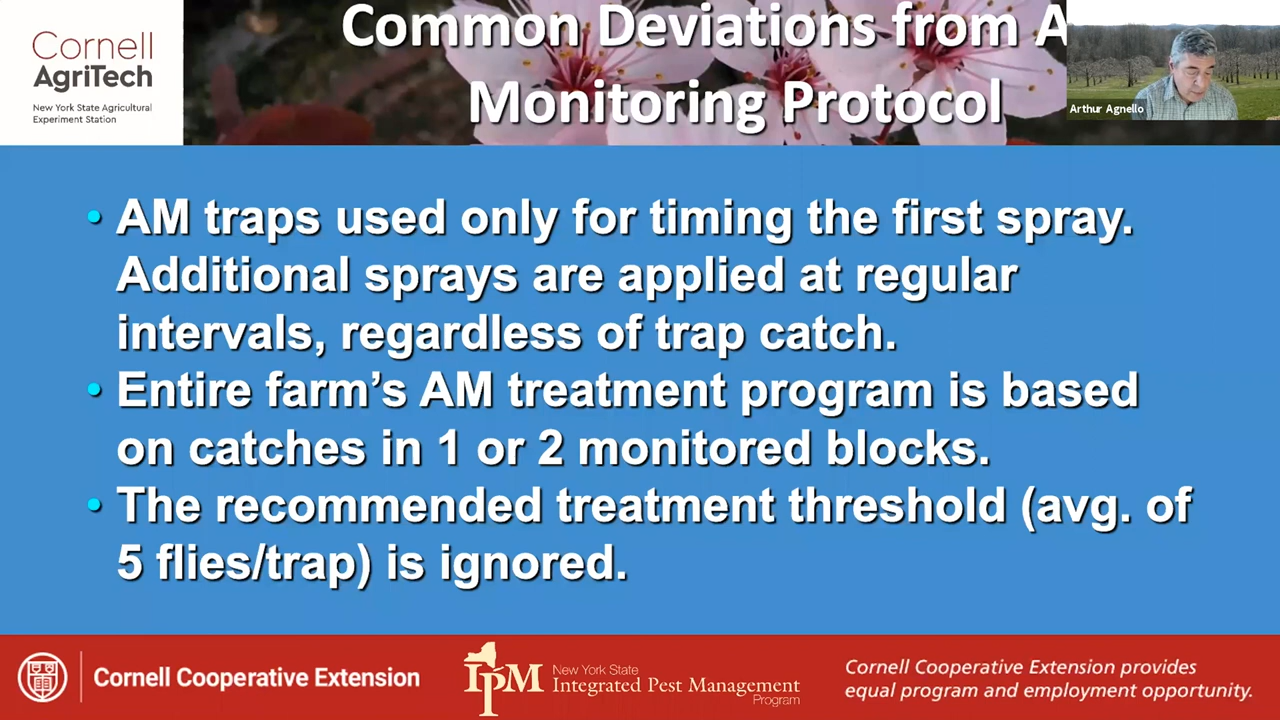 Cornell
AgriTech
New York State Agricultural
Experiment Station
Common Deviations from A
Monitoring Protocol
Arthur Agnello
• AM traps used only for timing the first spray.
Additional sprays are applied at regular
intervals, regardless of trap catch.
• Entire farm’s AM treatment program is based
on catches in 1 or 2 monitored blocks.
• The recommended treatment threshold (avg. of
5 flies/trap) is ignored.
Cornell Cooperative Extension
IPM
New York State
Integrated Pest Management
Program
Cornell Cooperative Extension provides
equal program and employment opportunity.